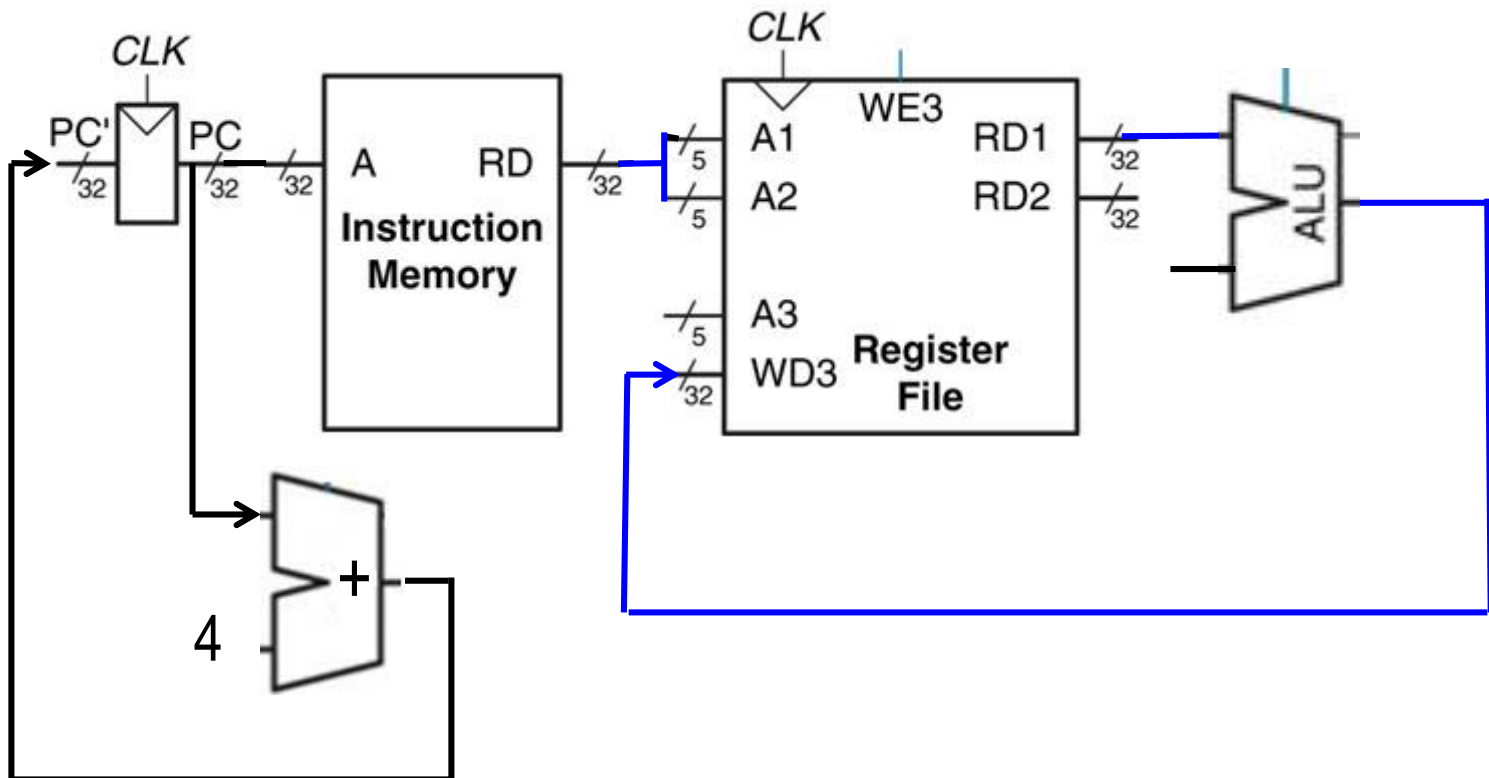 CLK
PC'
32
PC
32
32
A
RD
Instruction
Memory
32
CLK
WE3
5
A1
5
A2
5
A3
32
WD3
RD1
32
RD2
32
Register
File
ALU
4
+